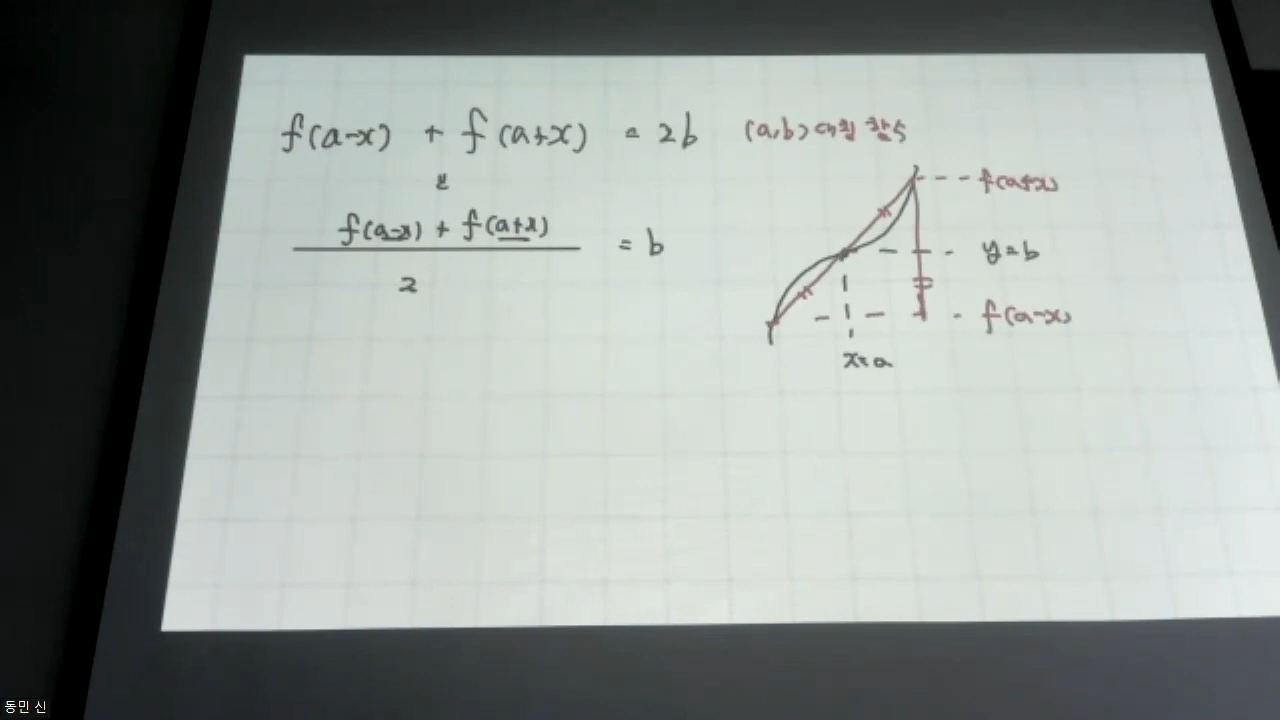 f(a-x) + f(a+x) = 2b (a,b) 대칭 함수
f(a-x) + f(a+x) = b
2
f(a+x)
y=b
f(a-x)
x=a
동민 신